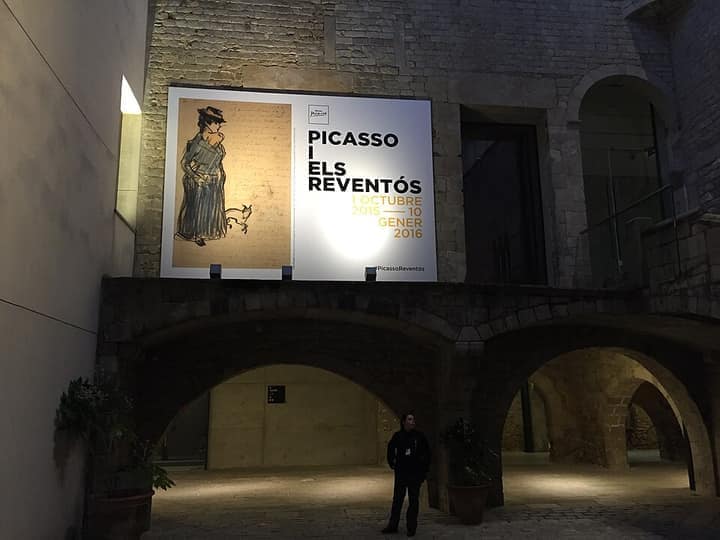 PICASSO
I
ELS
REVENTÓS
1 OCTUBRE
2015 — 10
GENER
2016
#PicassoReventós